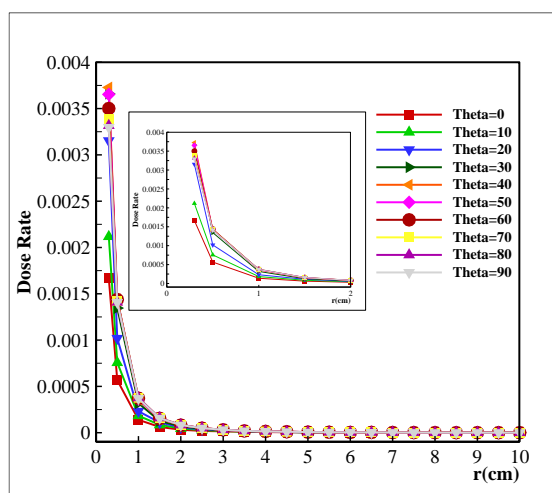 0.004
0.0035
0.003
0.0025
0.002
0.0015
0.001
0.0005
0
Dose Rate
0 1 2 3 4 5 6 7 8 9 10
r(cm)
Theta=0
Theta=10
Theta=20
Theta=30
Theta=40
Theta=50
Theta=60
Theta=70
Theta=80
Theta=90
0.004
0.0035
0.003
0.0025
0.002
0.0015
0.001
0.0005
0
Dose Rate
0 1 2
r(cm)